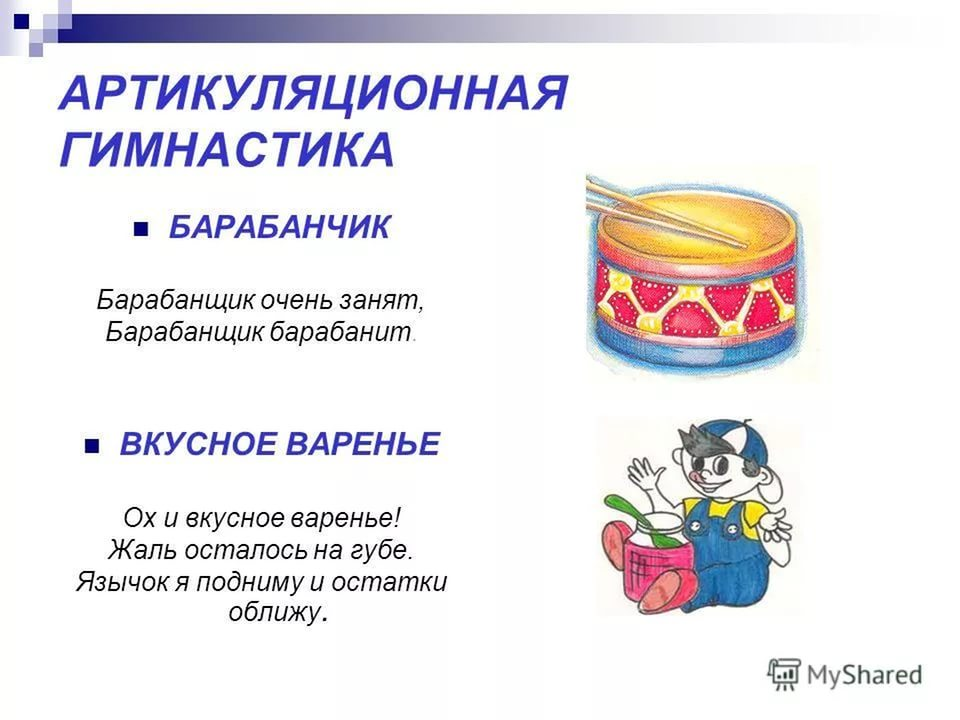 АРТИКУЛЯЦИОННАЯ
ГИМНАСТИКА
БАРАБАНЧИК
Барабанщик очень занят,
Барабанщик барабанит.
ВКУСНОЕ ВАРЕНЬЕ
Ох и вкусное варенье!
Жаль осталось на губе.
Язычок я подниму и остатки
оближу.
MyShared